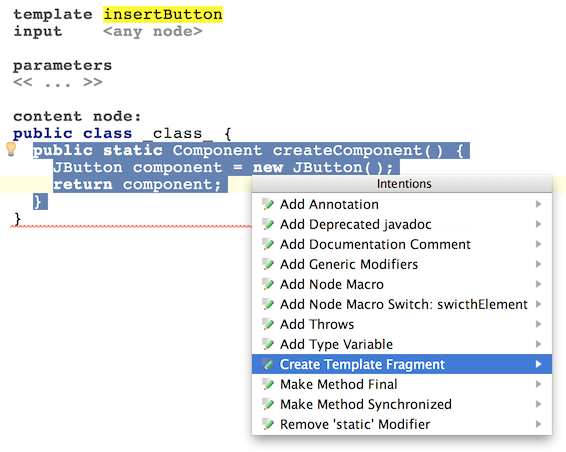 template insertButton
input <any node>
parameters
<< ... >>
content node:
public class _class_ {
public static Component createComponent() {
JButton component = new JButton();
return component;
}
}
Intentions
Add Annotation
Add Deprecated javadoc
Add Documentation Comment
Add Generic Modifiers
Add Node Macro
Add Node Macro Switch: swicthElement
Add Throws
Add Type Variable
Create Template Fragment
Make Method Final
Make Method Synchronized
Remove 'static' Modifier